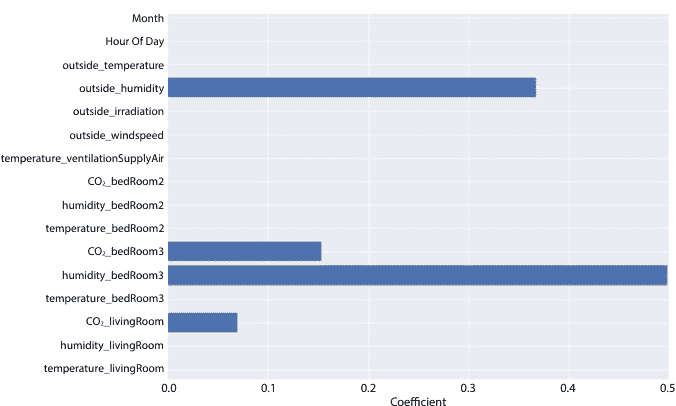 Month
Hour Of Day
outside_temperature
outside_humidity
outside_irradiation
outside_windspeed
temperature_ventilationSupplyAir
CO₂_bedRoom2
humidity_bedRoom2
temperature_bedRoom2
CO₂_bedRoom3
humidity_bedRoom3
temperature_bedRoom3
CO₂_livingRoom
humidity_livingRoom
temperature_livingRoom
0.0 0.1 0.2 0.3 0.4 0.5
Coefficient